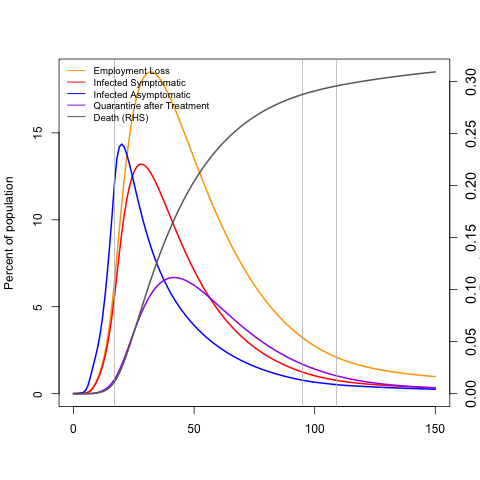 Employment Loss
Infected Symptomatic
Infected Asymptomatic
Quarantine after Treatment
Death (RHS)
Percent of population
0
5
10
15
0.00
0.05
0.10
0.15
0.20
0.25
0.30
0
50
100
150